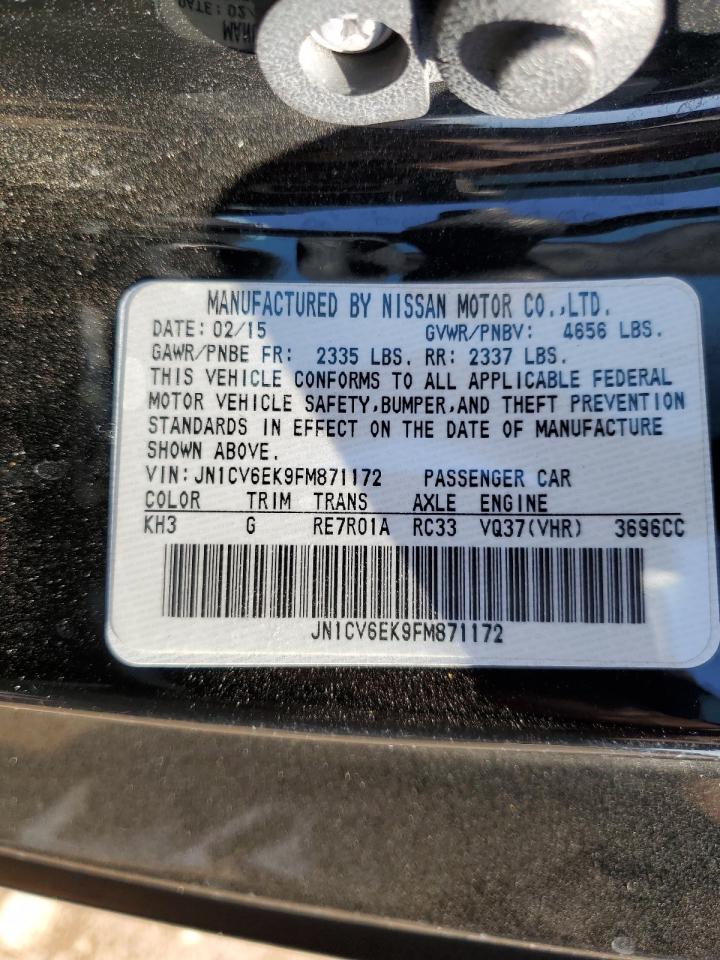 MANUFACTURED BY NISSAN MOTOR CO.,LTD.
DATE: 02/15 GVWR/PNBV: 4656 LBS.
GAWR/PNBE FR: 2335 LBS. RR: 2337 LBS.
THIS VEHICLE CONFORMS TO ALL APPLICABLE FEDERAL
MOTOR VEHICLE SAFETY,BUMPER,AND THEFT PREVENTION
STANDARDS IN EFFECT ON THE DATE OF MANUFACTURE
SHOWN ABOVE.
VIN: JN1CV6EK9FM871172 PASSENGER CAR
COLOR TRIM TRANS AXLE ENGINE
KH3 G RE7R01A RC33 VQ37(VHR) 3696CC
JN1CV6EK9FM871172